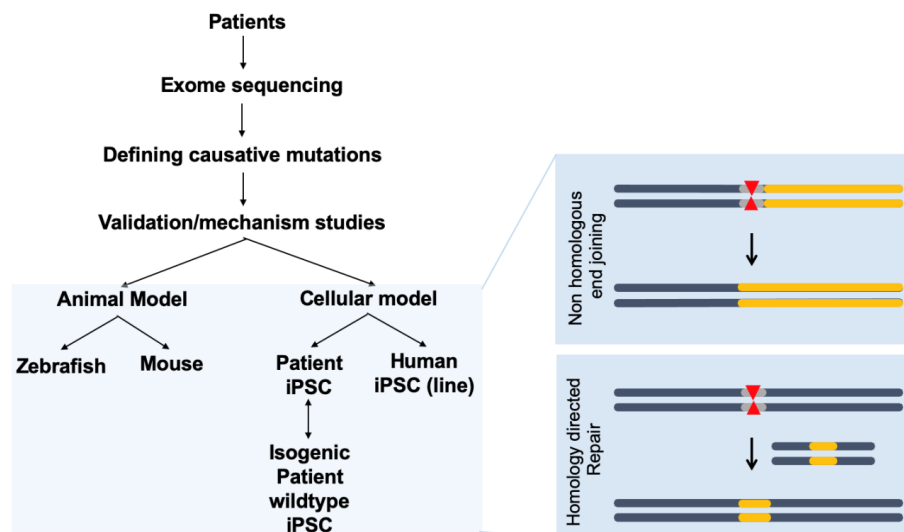 Patients
Exome sequencing
Defining causative mutations
Validation/mechanism studies
Animal Model
Cellular model
Zebrafish
Mouse
Patient
iPSC
Human
iPSC (line)
Isogenic
Patient
wildtype
iPSC
Non homologous
end joining
Homology directed
Repair